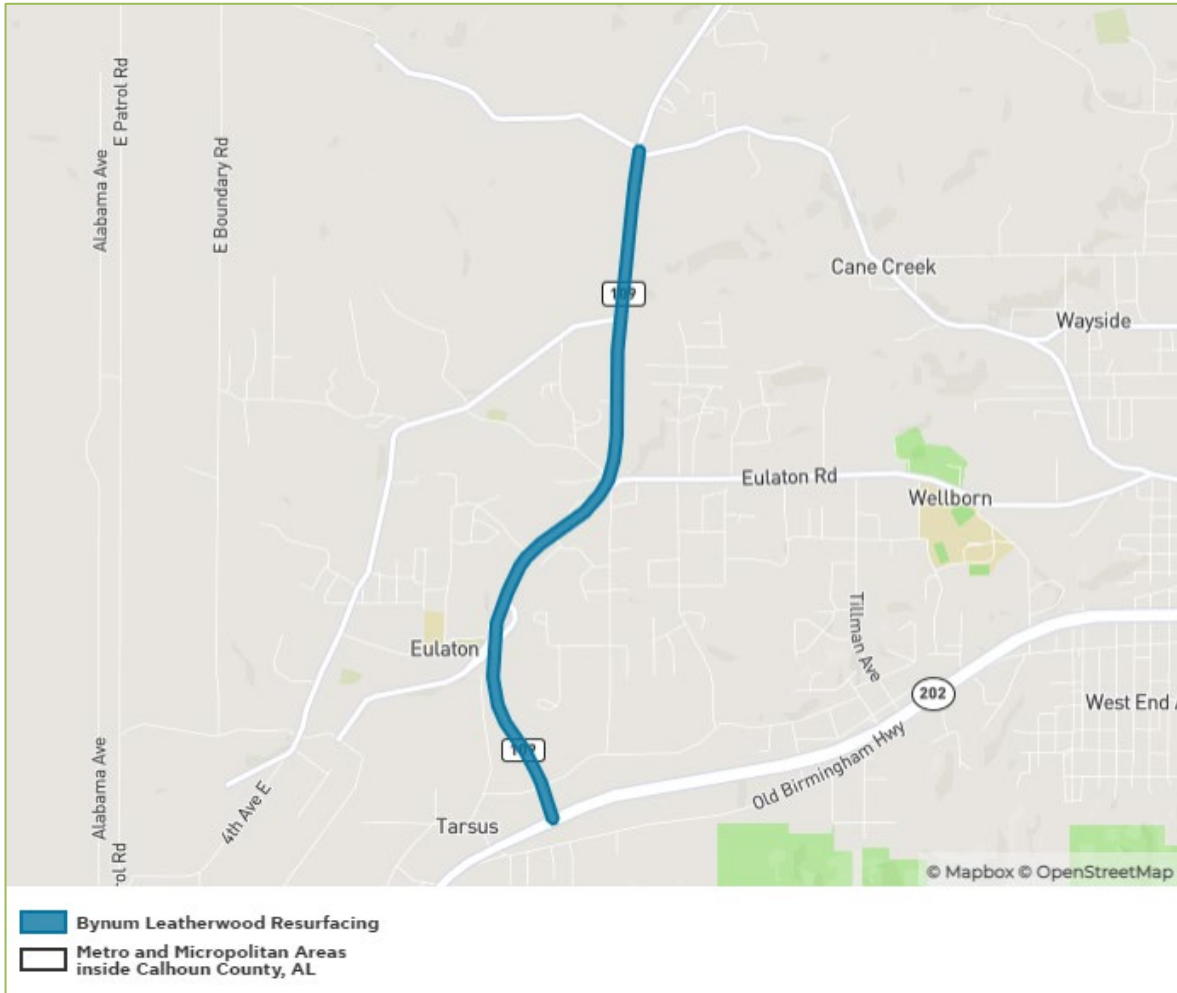 E Patrol Rd
Alabama Ave
E Boundary Rd
Cane Creek
109
Wayside
Eulaton Rd
Wellborn
Tillman Ave
Eulaton
202
West End
109
Old Birmingham Hwy
Alabama Ave
4th Ave E
Tarsus
Rd
© Mapbox © OpenStreetMap
Bynum Leatherwood Resurfacing
Metro and Micropolitan Areas
inside Calhoun County, AL